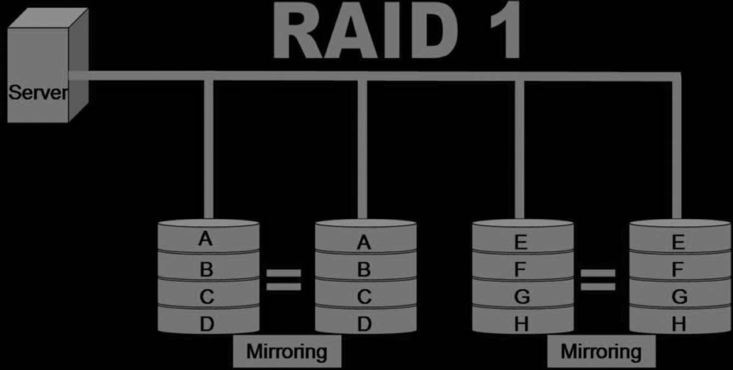 RAID 1
Server
A A E E
B B F F
C = C G = G
D D H H
Mirroring Mirroring